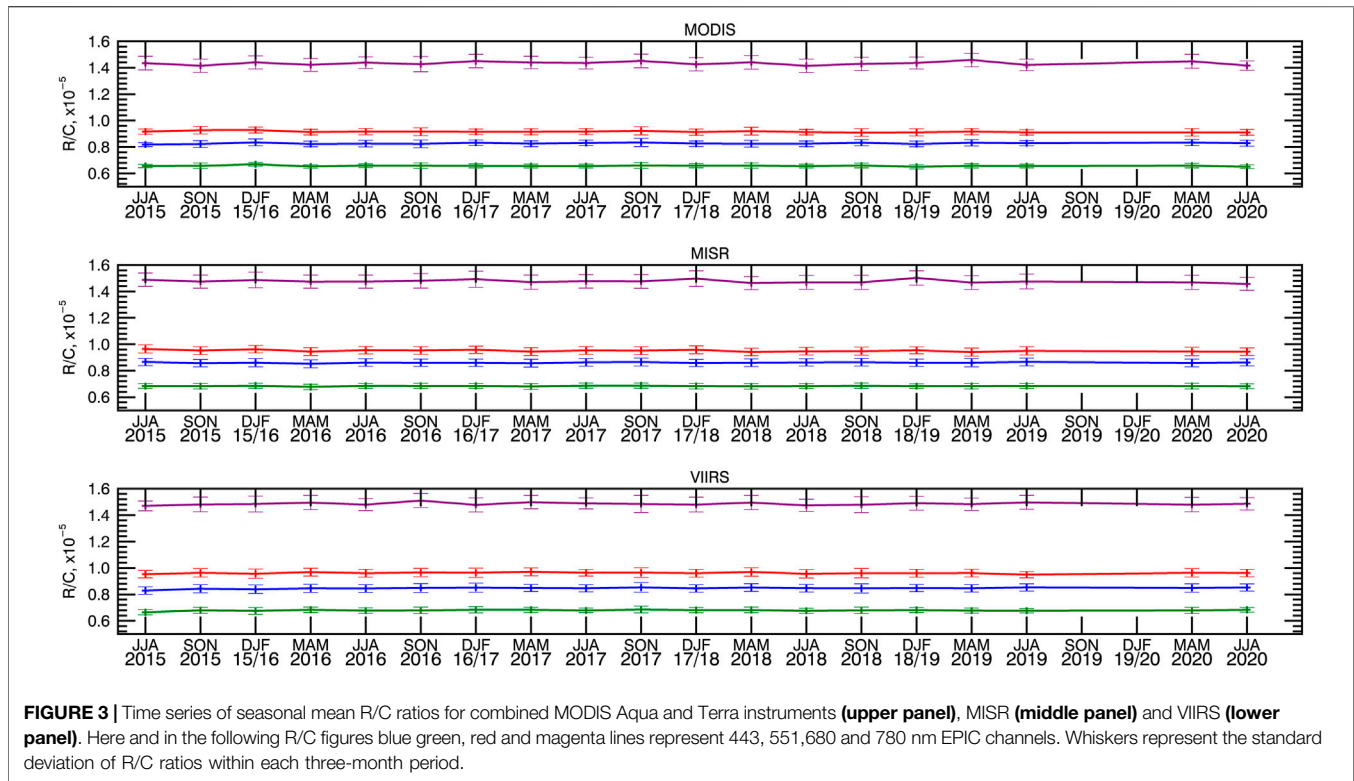 MODIS
1.6
1.4
1.2
1.0
0.8
0.6
R/C, x10⁻⁵
JJA SON DJF MAM JJA SON DJF MAM JJA SON DJF MAM JJA SON DJF MAM JJA SON DJF MAM JJA
2015 2015 15/16 2016 2016 2016 16/17 2017 2017 2017 17/18 2018 2018 2018 18/19 2019 2019 2019 19/20 2020 2020
MISR
1.6
1.4
1.2
1.0
0.8
0.6
R/C, x10⁻⁵
JJA SON DJF MAM JJA SON DJF MAM JJA SON DJF MAM JJA SON DJF MAM JJA SON DJF MAM JJA
2015 2015 15/16 2016 2016 2016 16/17 2017 2017 2017 17/18 2018 2018 2018 18/19 2019 2019 2019 19/20 2020 2020
VIIRS
1.6
1.4
1.2
1.0
0.8
0.6
R/C, x10⁻⁵
JJA SON DJF MAM JJA SON DJF MAM JJA SON DJF MAM JJA SON DJF MAM JJA SON DJF MAM JJA
2015 2015 15/16 2016 2016 2016 16/17 2017 2017 2017 17/18 2018 2018 2018 18/19 2019 2019 2019 19/20 2020 2020
FIGURE 3 | Time series of seasonal mean R/C ratios for combined MODIS Aqua and Terra instruments (upper panel), MISR (middle panel) and VIIRS (lower
panel). Here and in the following R/C figures blue green, red and magenta lines represent 443, 551,680 and 780 nm EPIC channels. Whiskers represent the standard
deviation of R/C ratios within each three-month period.